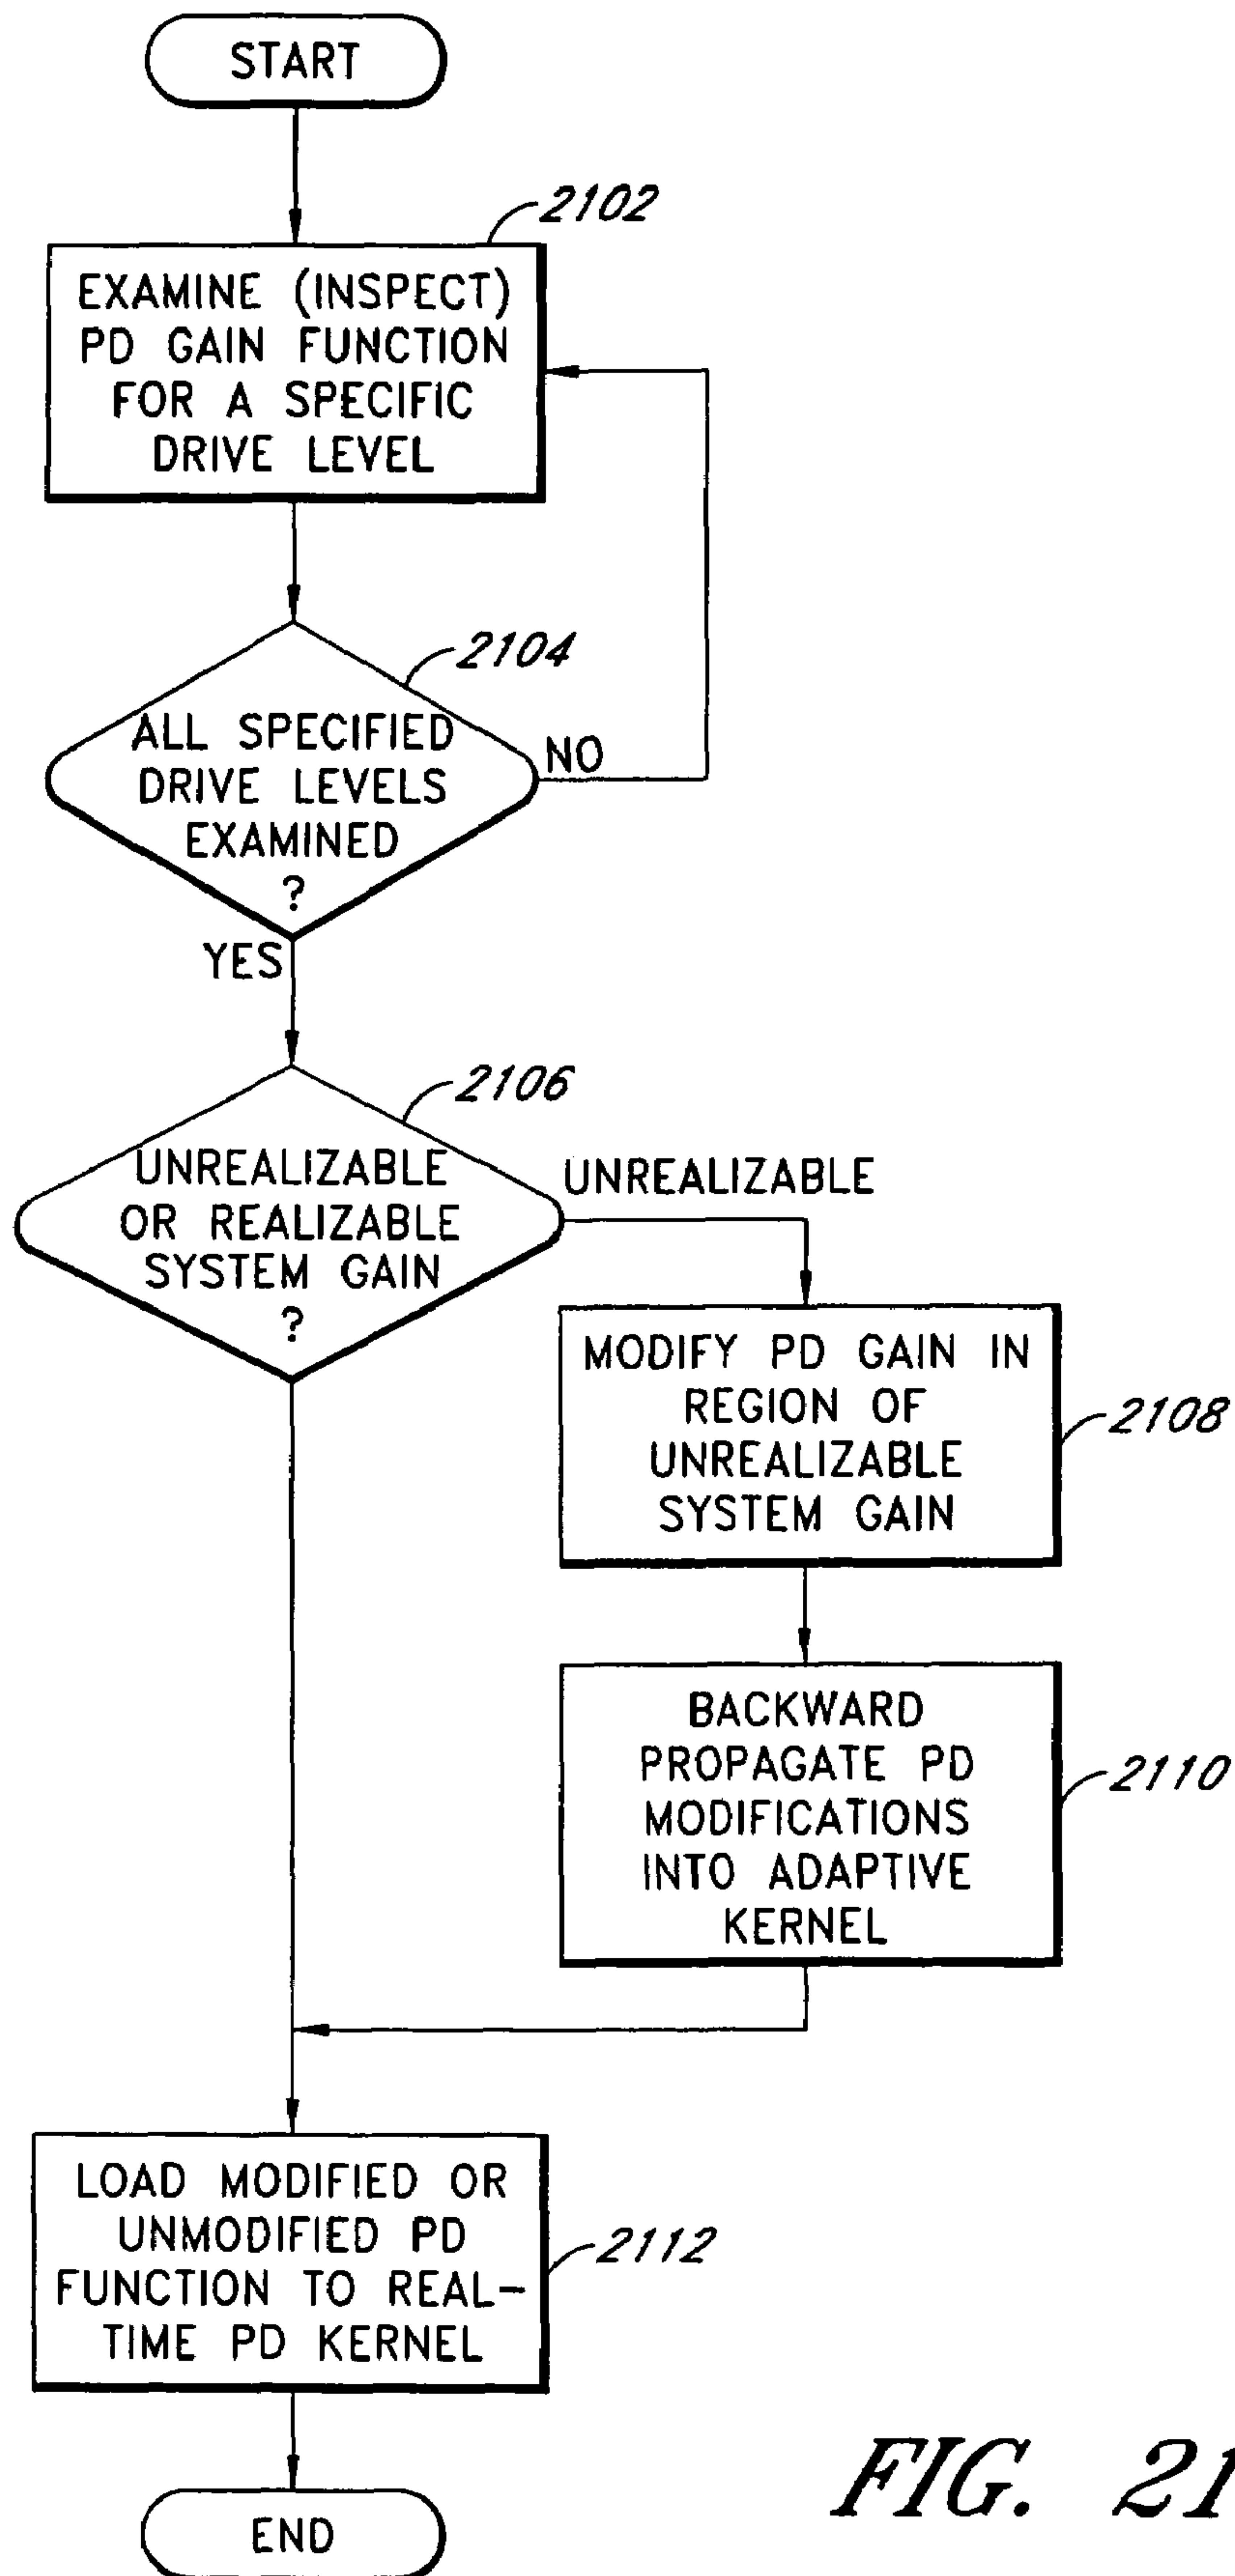 START
2102
EXAMINE (INSPECT)
PD GAIN FUNCTION
FOR A SPECIFIC
DRIVE LEVEL
2104
ALL SPECIFIED
DRIVE LEVELS
EXAMINED
?
NO
YES
2106
UNREALIZABLE
OR REALIZABLE
SYSTEM GAIN
?
UNREALIZABLE
MODIFY PD GAIN IN
REGION OF
UNREALIZABLE
SYSTEM GAIN
2108
BACKWARD
PROPAGATE PD
MODIFICATIONS
INTO ADAPTIVE
KERNEL
2110
LOAD MODIFIED OR
UNMODIFIED PD
FUNCTION TO REAL-
TIME PD KERNEL
2112
END
FIG. 21